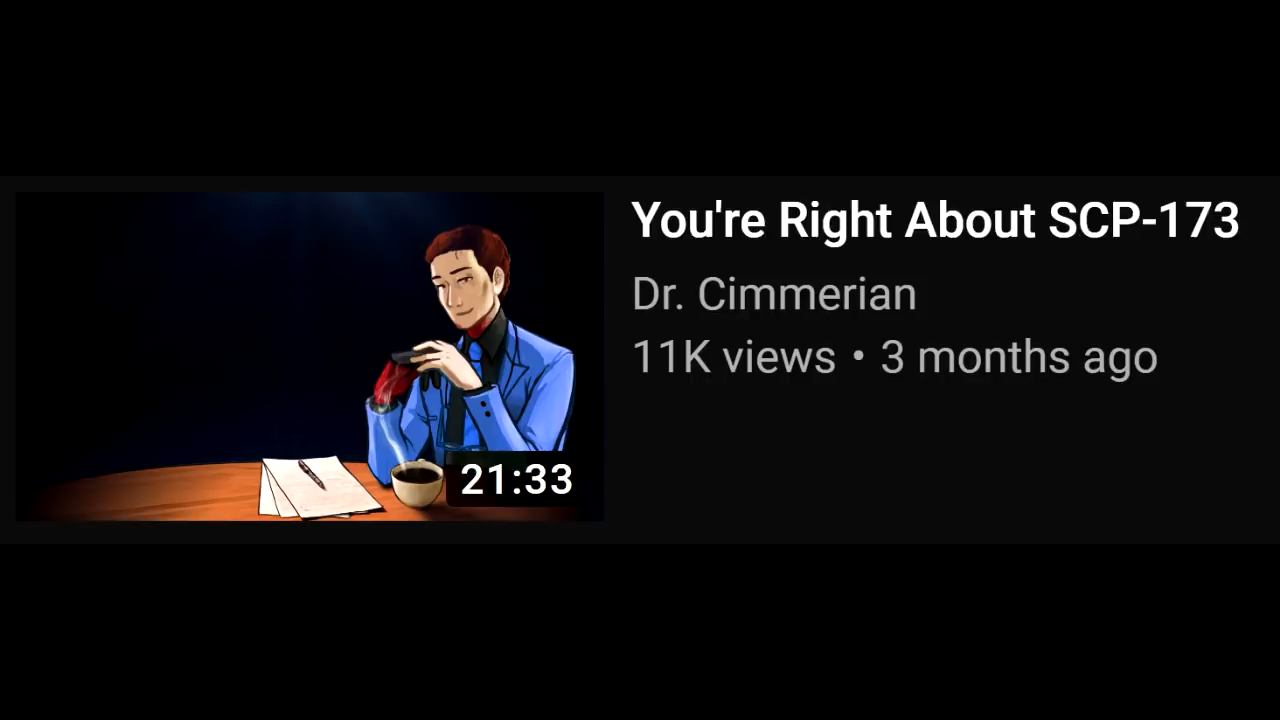 You're Right About SCP-173
Dr. Cimmerian
11K views • 3 months ago
21:33